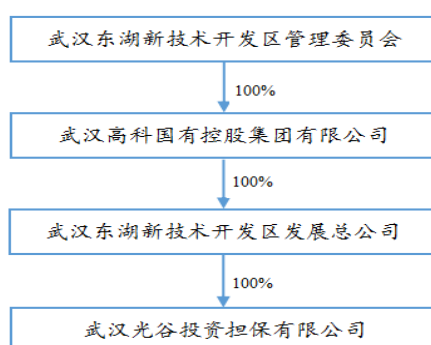 武汉东湖新技术开发区管理委员会
100%
武汉高科国有控股集团有限公司
100%
武汉东湖新技术开发区发展总公司
100%
武汉光谷投资担保有限公司